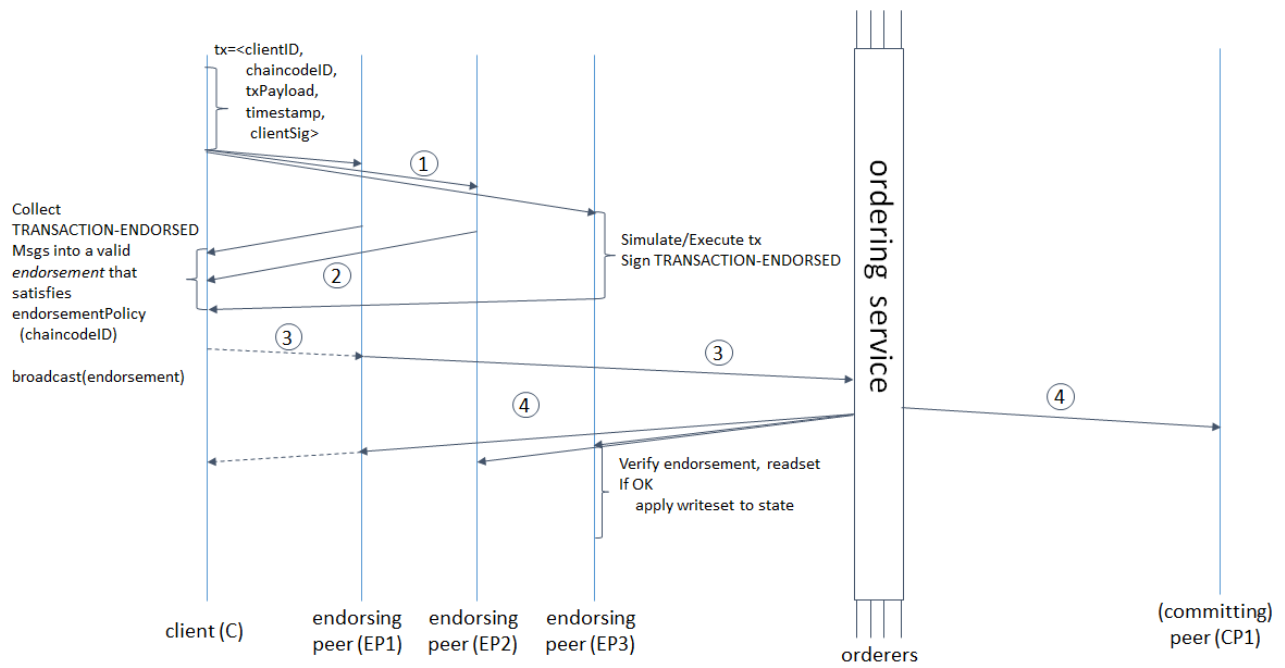 tx=<clientID,
chaincodeID,
txPayload,
timestamp,
clientSig>
1
Collect
TRANSACTION-ENDORSED
Msgs into a valid
endorsement that
satisfies
endorsementPolicy
(chaincodeID)
2
Simulate/Execute tx
Sign TRANSACTION-ENDORSED
3
3
broadcast(endorsement)
ordering service
4
4
Verify endorsement, readset
If OK
apply writeset to state
client (C)
endorsing
peer (EP1)
endorsing
peer (EP2)
endorsing
peer (EP3)
orderers
(committing)
peer (CP1)